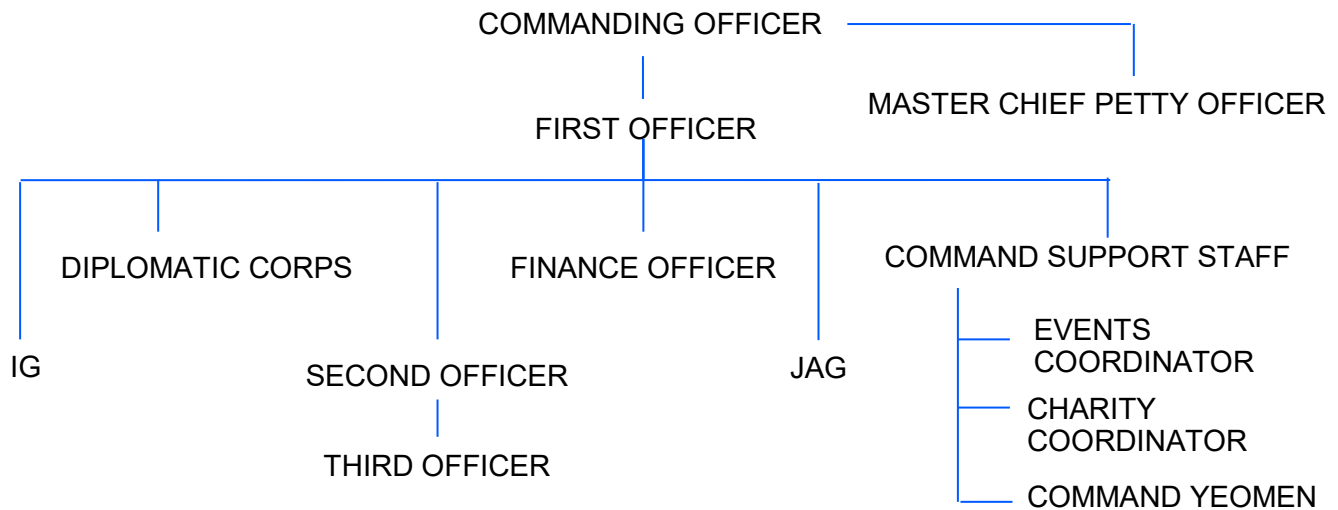 COMMANDING OFFICER
MASTER CHIEF PETTY OFFICER
FIRST OFFICER
DIPLOMATIC CORPS
FINANCE OFFICER
COMMAND SUPPORT STAFF
IG
SECOND OFFICER
JAG
EVENTS
COORDINATOR
CHARITY
COORDINATOR
THIRD OFFICER
COMMAND YEOMEN